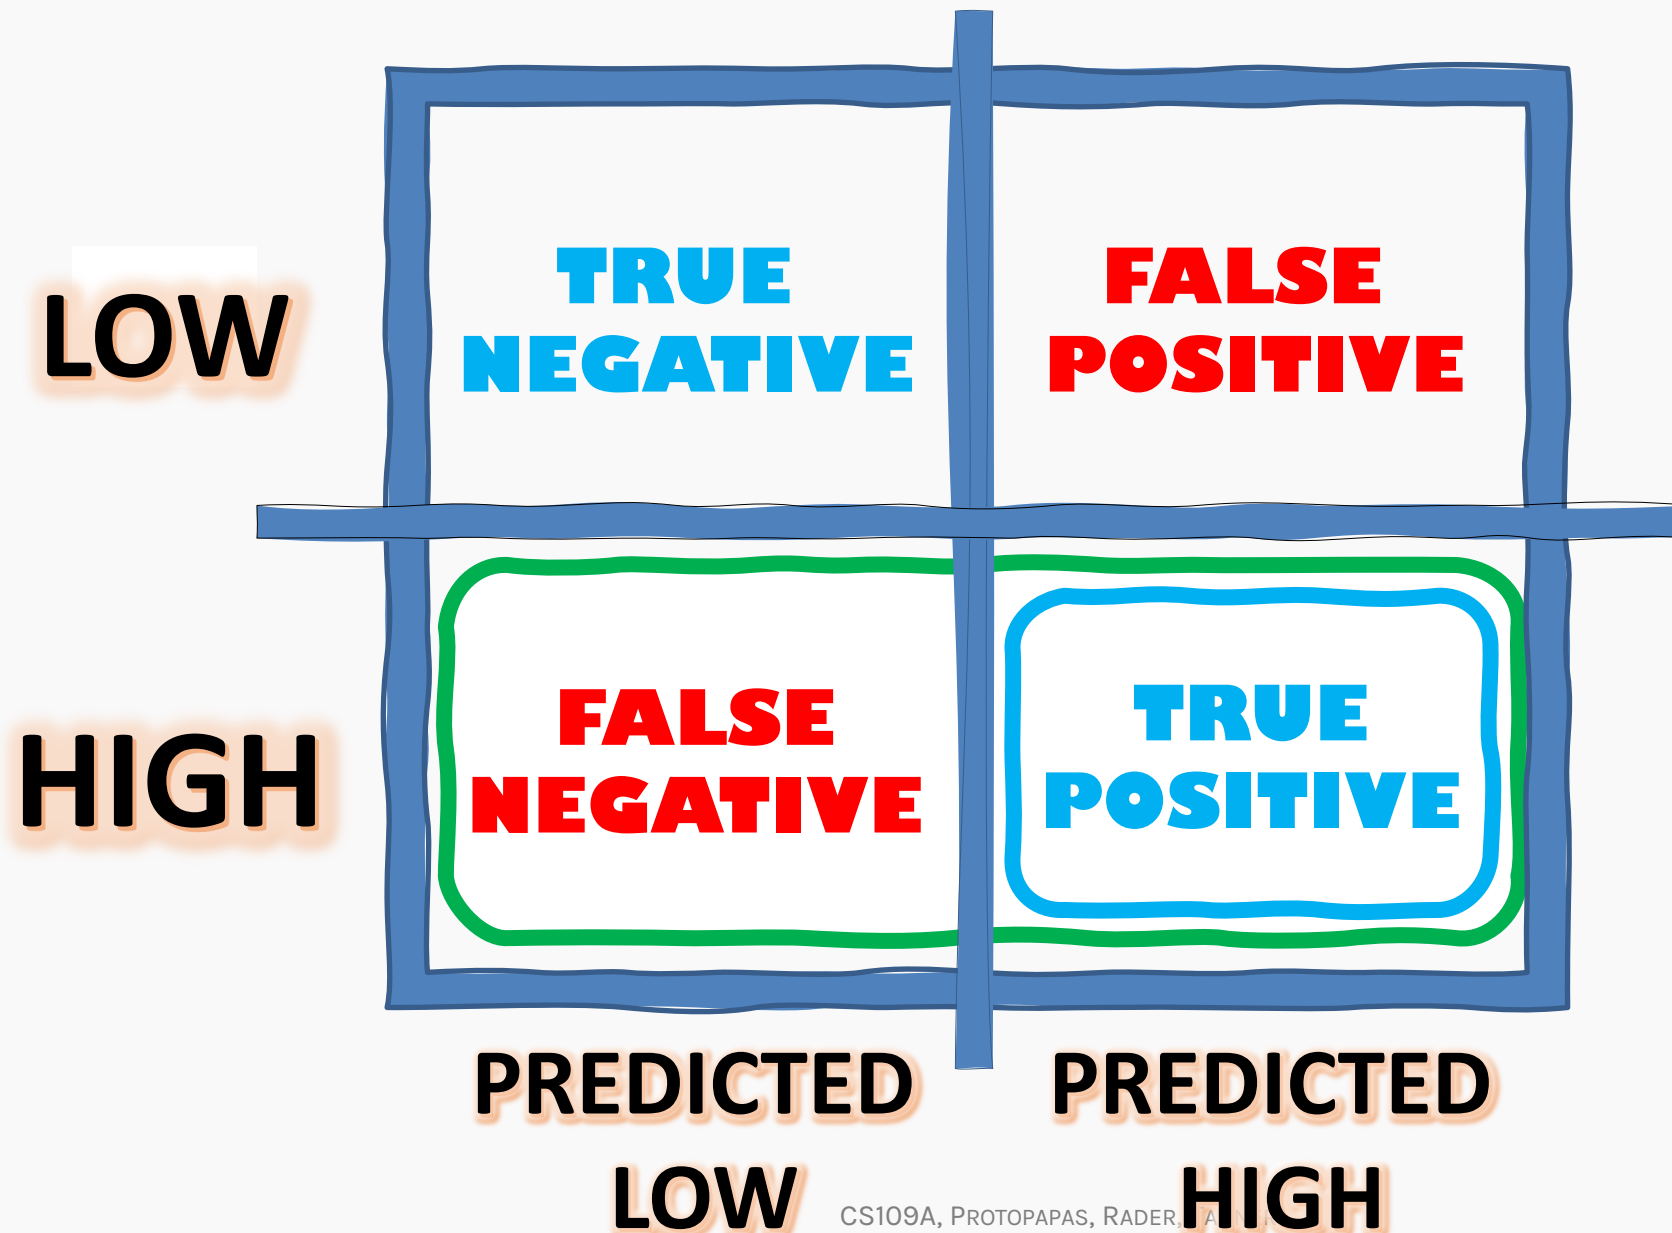 TRUE
NEGATIVE
FALSE
POSITIVE
LOW
FALSE
NEGATIVE
TRUE
POSITIVE
HIGH
PREDICTED
LOW
PREDICTED
HIGH
CS109A, PROTOPAPAS, RADER,